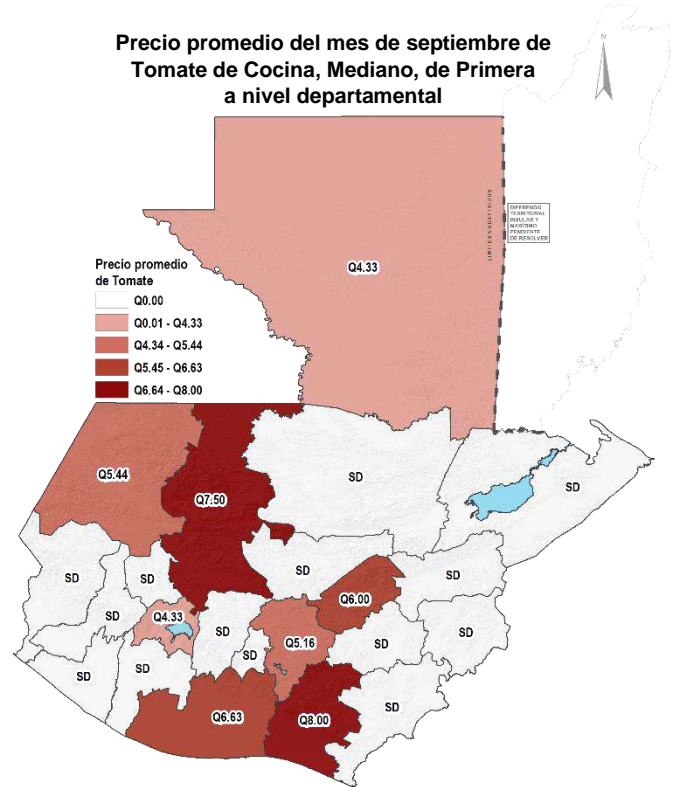 Precio promedio del mes de septiembre de
Tomate de Cocina, Mediano, de Primera
a nivel departamental
N
DIFERENDO
TERRITORIAL
INSULAR Y
MARÍTIMO
PENDIENTE
DE RESOLVER
Q4.33
Precio promedio
de Tomate
Q0.00
Q0.01 - Q4.33
Q4.34 - Q5.44
Q5.45 - Q6.63
Q6.64 - Q8.00
Q5.44
Q7.50
SD
SD
SD
SD
SD
SD
Q6.00
SD
Q4.33
SD
SD
Q5.16
SD
SD
SD
SD
SD
Q6.63
Q8.00